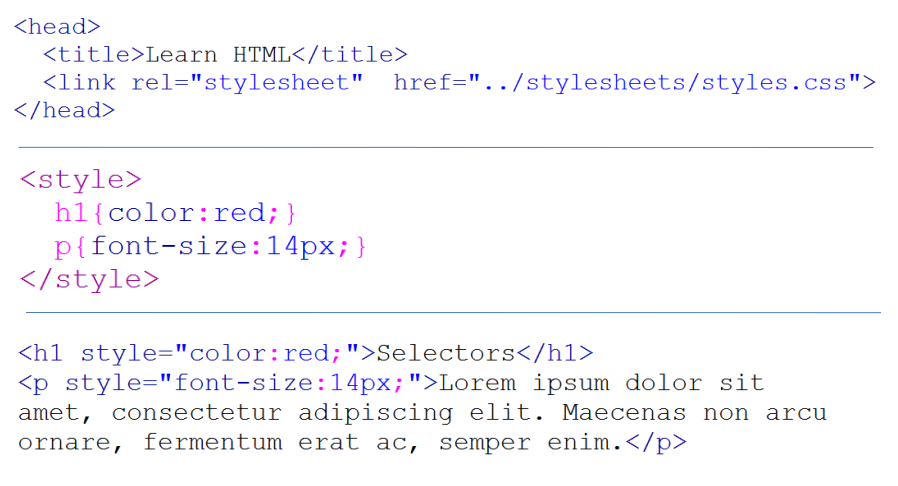 <head>
  <title>Learn HTML</title>
  <link rel="stylesheet"  href="../stylesheets/styles.css">
</head>
<style>
  h1{color:red;}
  p{font-size:14px;}
</style>
<h1 style="color:red;">Selectors</h1>
<p style="font-size:14px;">Lorem ipsum dolor sit
amet, consectetur adipiscing elit. Maecenas non arcu
ornare, fermentum erat ac, semper enim.</p>